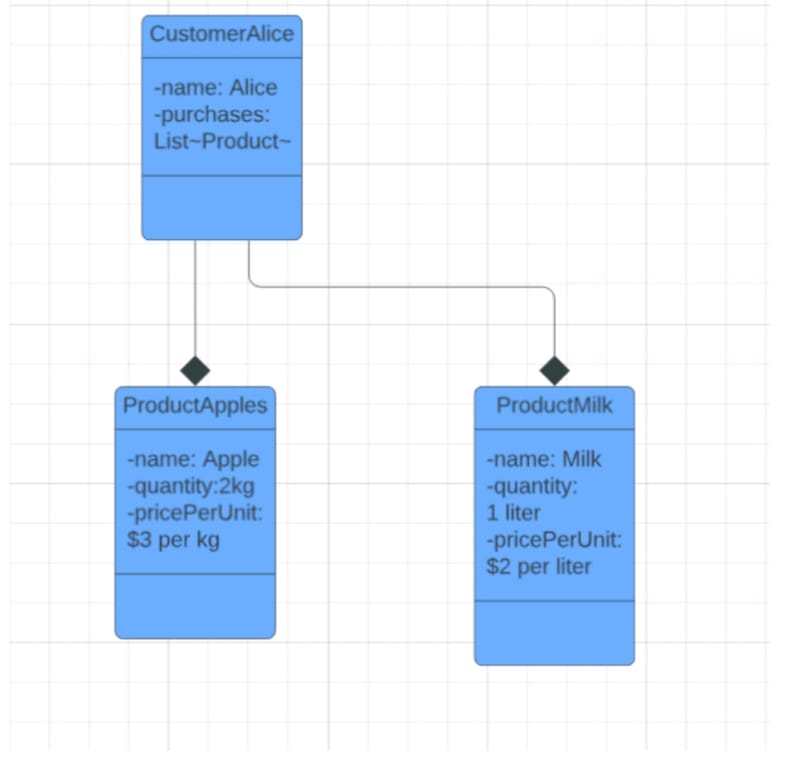 CustomerAlice
-name: Alice
-purchases:
List~Product~
ProductApples
-name: Apple
-quantity:2kg
-pricePerUnit:
$3 per kg
ProductMilk
-name: Milk
-quantity:
1 liter
-pricePerUnit:
$2 per liter